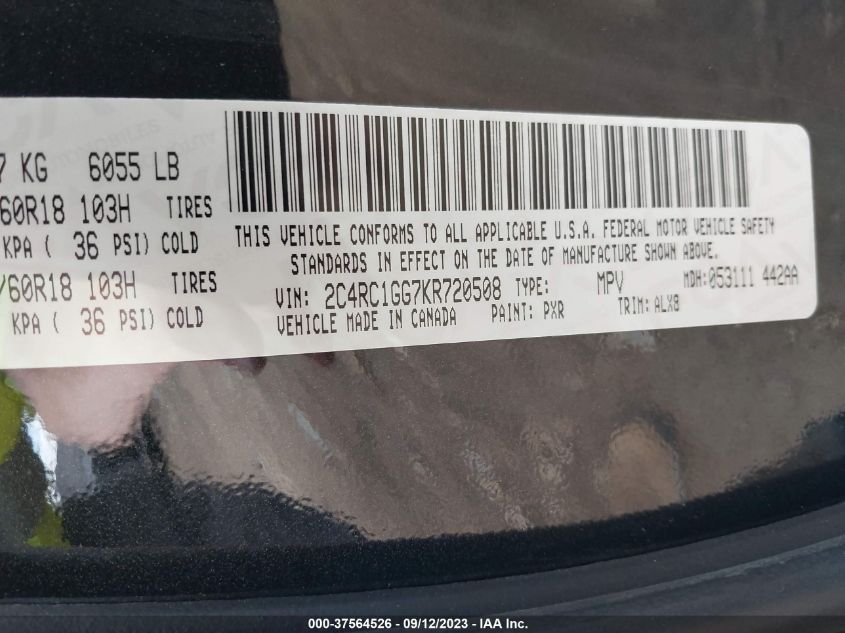 7 KG 6055 LB
60R18 103H TIRES
KPA ( 36 PSI) COLD
/60R18 103H TIRES
KPA ( 36 PSI) COLD
THIS VEHICLE CONFORMS TO ALL APPLICABLE U.S.A. FEDERAL MOTOR VEHICLE SAFETY
STANDARDS IN EFFECT ON THE DATE OF MANUFACTURE SHOWN ABOVE.
VIN: 2C4RC1GG7KR720508 TYPE: MPV MDH:053111 442AA
VEHICLE MADE IN CANADA PAINT: PXR TRIM: ALX8
000-37564526 - 09/12/2023 - IAA Inc.